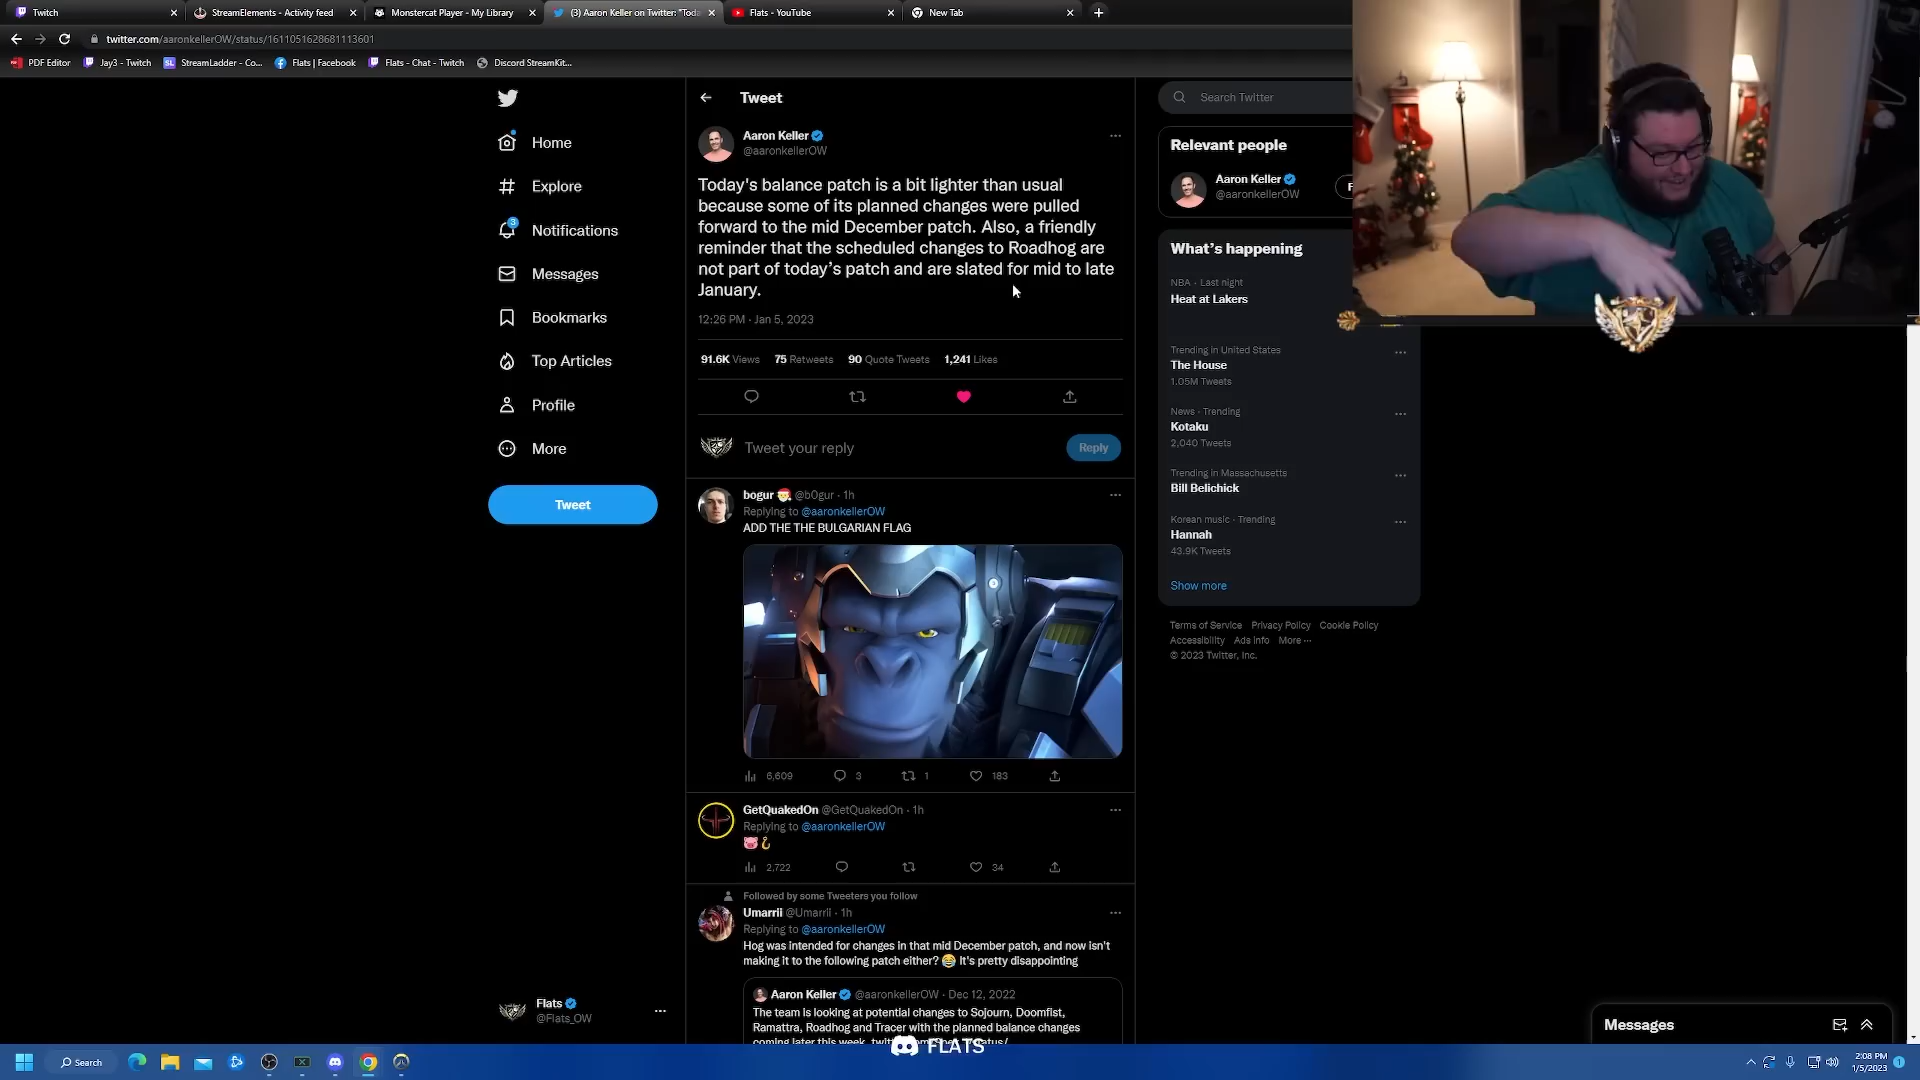 Twitch
StreamElements - Activity feed
Monstercat Player - My Library
(3) Aaron Keller on Twitter: "Toda
Flats - YouTube
New Tab
twitter.com/aaronkellerOW/status/1611051628681113601
PDF Editor
Jay3 - Twitch
StreamLadder - Co...
Flats | Facebook
Flats - Chat - Twitch
Discord StreamKit...
Home
Explore
3
Notifications
Messages
Bookmarks
Top Articles
Profile
More
Tweet
Flats
@Flats_OW
Tweet
Aaron Keller
@aaronkellerOW
Today's balance patch is a bit lighter than usual
because some of its planned changes were pulled
forward to the mid December patch. Also, a friendly
reminder that the scheduled changes to Roadhog are
not part of today's patch and are slated for mid to late
January.
12:26 PM · Jan 5, 2023
91.6K Views 75 Retweets 90 Quote Tweets 1,241 Likes
Tweet your reply
Reply
bogur 🎅 @b0gur · 1h
Replying to @aaronkellerOW
ADD THE THE BULGARIAN FLAG
6,609 3 1 183
GetQuakedOn @GetQuakedOn · 1h
Replying to @aaronkellerOW
🐷🪝
2,722 34
Followed by some Tweeters you follow
Umarrii @Umarrii · 1h
Replying to @aaronkellerOW
Hog was intended for changes in that mid December patch, and now isn't
making it to the following patch either? 😂 it's pretty disappointing
Aaron Keller @aaronkellerOW · Dec 12, 2022
The team is looking at potential changes to Sojourn, Doomfist,
Ramattra, Roadhog and Tracer with the planned balance changes
coming later this week.
FLATS
Search Twitter
Relevant people
Aaron Keller
@aaronkellerOW
F
What's happening
NBA · Last night
Heat at Lakers
Trending in United States
The House
1.05M Tweets
News · Trending
Kotaku
2,040 Tweets
Trending in Massachusetts
Bill Belichick
Korean music · Trending
Hannah
43.9K Tweets
Show more
Terms of Service Privacy Policy Cookie Policy
Accessibility Ads info More ···
© 2023 Twitter, Inc.
Messages
Search
2:08 PM
1/5/2023
1